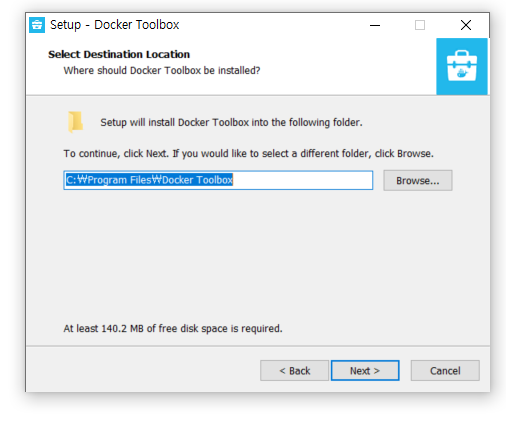 Setup - Docker Toolbox
Select Destination Location
Where should Docker Toolbox be installed?
Setup will install Docker Toolbox into the following folder.
To continue, click Next. If you would like to select a different folder, click Browse.
C:₩Program Files₩Docker Toolbox
Browse...
At least 140.2 MB of free disk space is required.
< Back
Next >
Cancel